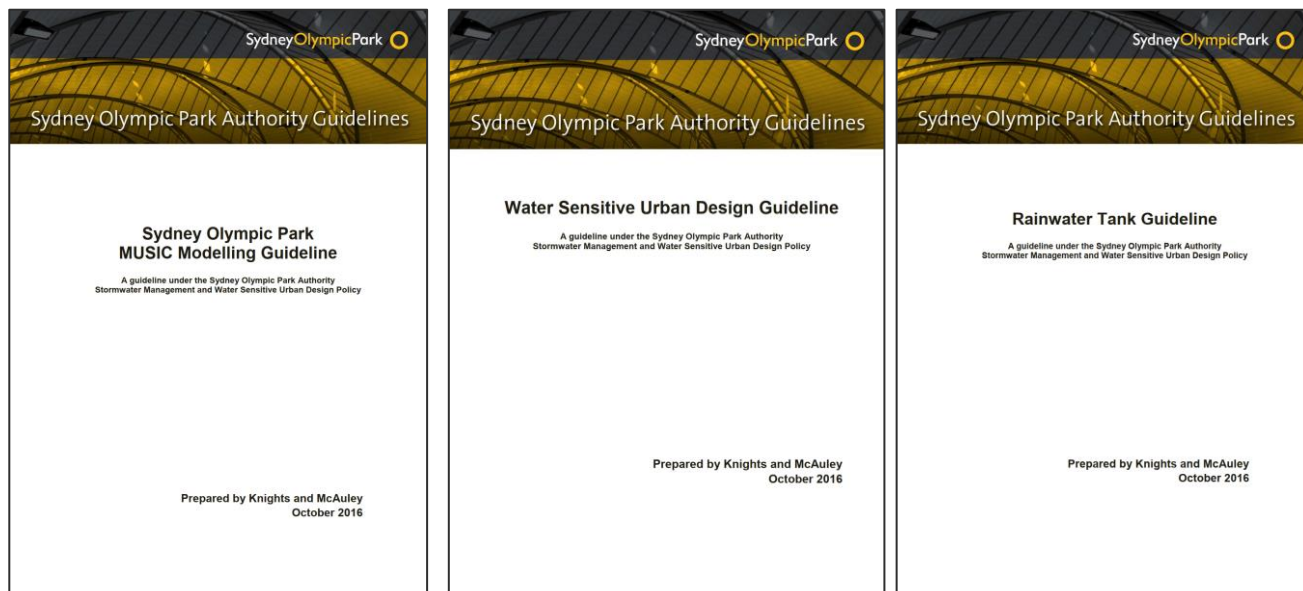 SydneyOlympicPark
Sydney Olympic Park Authority Guidelines
Sydney Olympic Park
MUSIC Modelling Guideline
A guideline under the Sydney Olympic Park Authority
Stormwater Management and Water Sensitive Urban Design Policy
Prepared by Knights and McAuley
October 2016
SydneyOlympicPark
Sydney Olympic Park Authority Guidelines
Water Sensitive Urban Design Guideline
A guideline under the Sydney Olympic Park Authority
Stormwater Management and Water Sensitive Urban Design Policy
Prepared by Knights and McAuley
October 2016
SydneyOlympicPark
Sydney Olympic Park Authority Guidelines
Rainwater Tank Guideline
A guideline under the Sydney Olympic Park Authority
Stormwater Management and Water Sensitive Urban Design Policy
Prepared by Knights and McAuley
October 2016